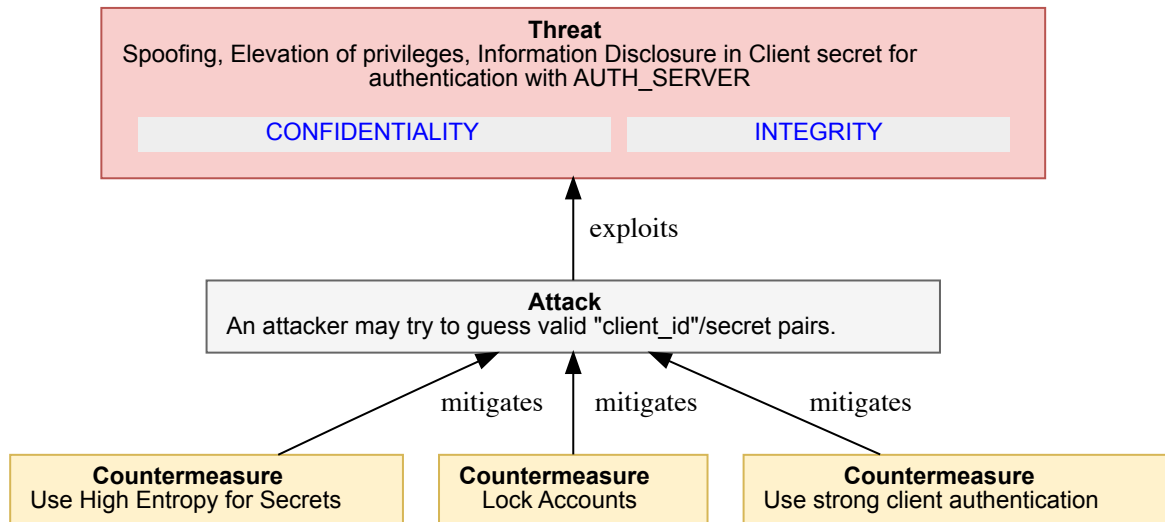 Threat
Spoofing, Elevation of privileges, Information Disclosure in Client secret for
authentication with AUTH_SERVER
CONFIDENTIALITY
INTEGRITY
exploits
Attack
An attacker may try to guess valid "client_id"/secret pairs.
mitigates
mitigates
mitigates
Countermeasure
Use High Entropy for Secrets
Countermeasure
Lock Accounts
Countermeasure
Use strong client authentication